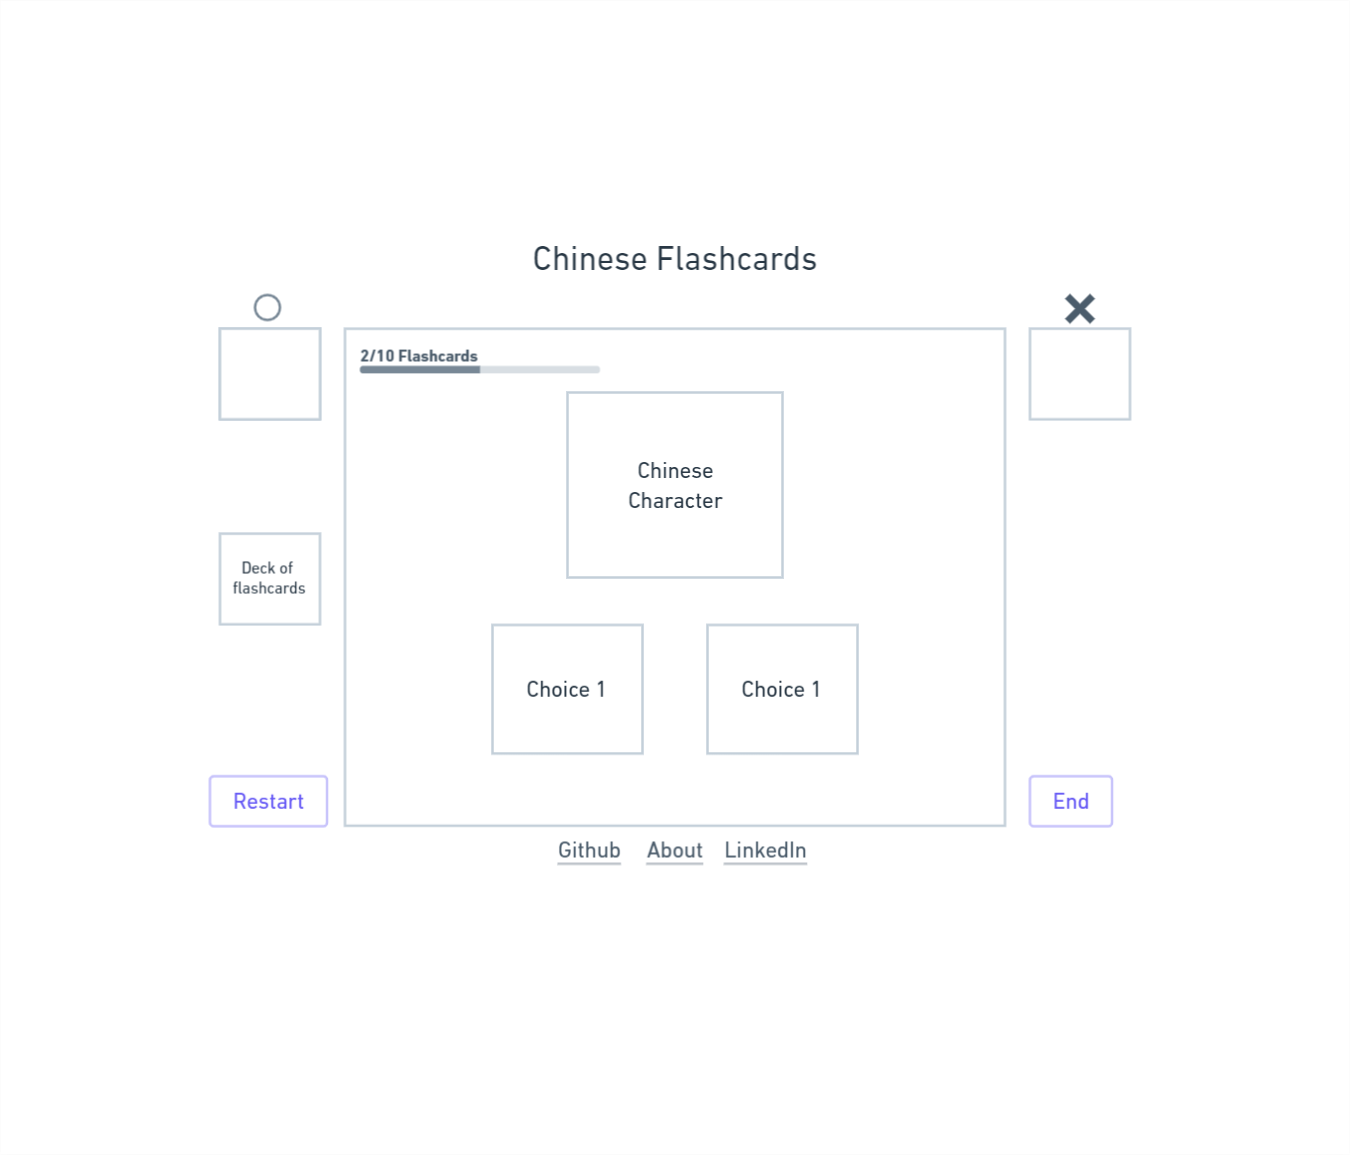 Chinese Flashcards
2/10 Flashcards
Chinese
Character
Deck of
flashcards
Choice 1
Choice 1
Restart
End
Github
About
LinkedIn